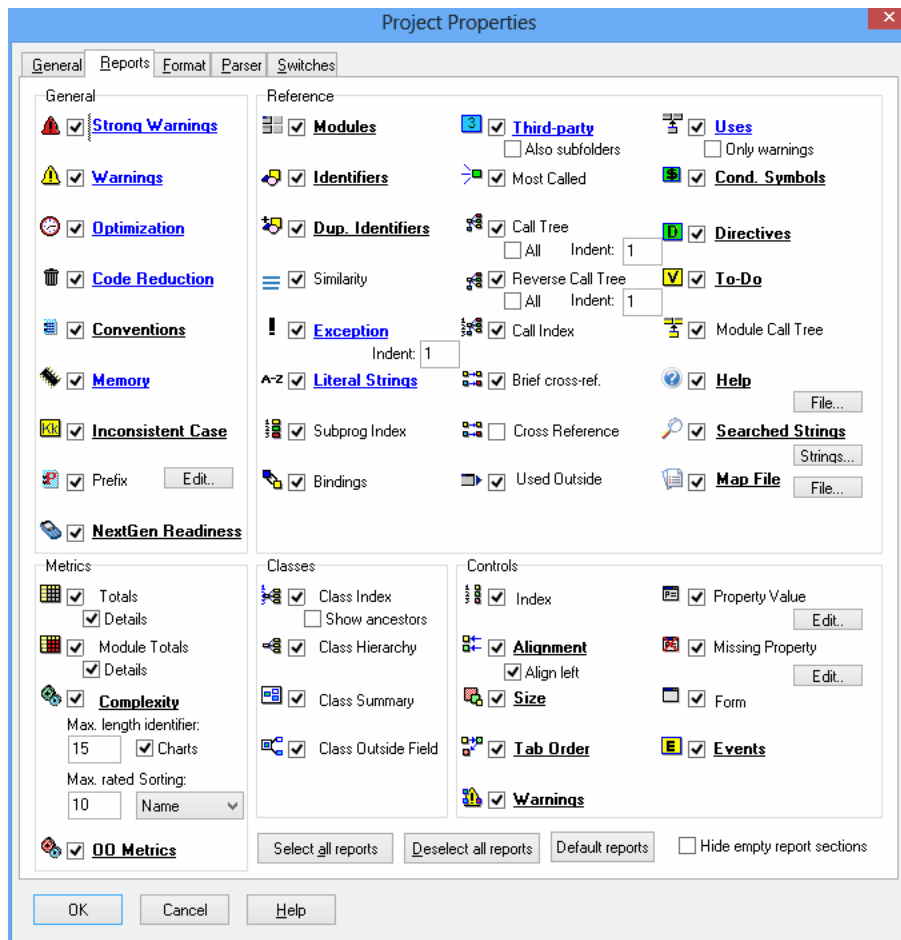 Project Properties
General Reports Format Parser Switches
General
Strong Warnings
Warnings
Optimization
Code Reduction
Conventions
Memory
Inconsistent Case
Prefix Edit..
NextGen Readiness
Reference
Modules
Identifiers
Dup. Identifiers
Similarity
Exception
Indent: 1
A-Z Literal Strings
Subprog Index
Bindings
3 Third-party
Also subfolders
Most Called
Call Tree
All Indent: 1
Reverse Call Tree
All Indent: 1
Call Index
Brief cross-ref.
Cross Reference
Used Outside
Uses
Only warnings
$ Cond. Symbols
D Directives
V To-Do
Module Call Tree
? Help
File...
Searched Strings
Strings...
Map File
File...
Metrics
Totals
Details
Module Totals
Details
Complexity
Max. length identifier:
15 Charts
Max. rated Sorting:
10 Name
OO Metrics
Classes
Class Index
Show ancestors
Class Hierarchy
Class Summary
Class Outside Field
Controls
Index
Alignment
Align left
Size
Tab Order
Warnings
Property Value
Edit..
Missing Property
Edit..
Form
E Events
Select all reports Deselect all reports Default reports Hide empty report sections
OK Cancel Help